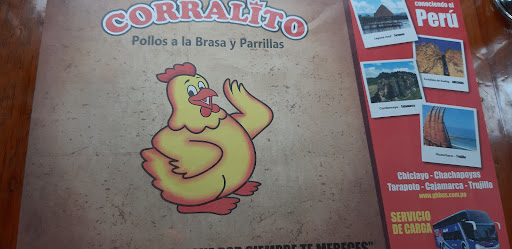 CORRALITO
Pollos a la Brasa y Parrillas
conociendo el
Perú
Chiclayo - Chachapoyas
Tarapoto - Cajamarca - Trujillo
SERVICIO
DE CARGA
SIEMPRE TE MERECES"